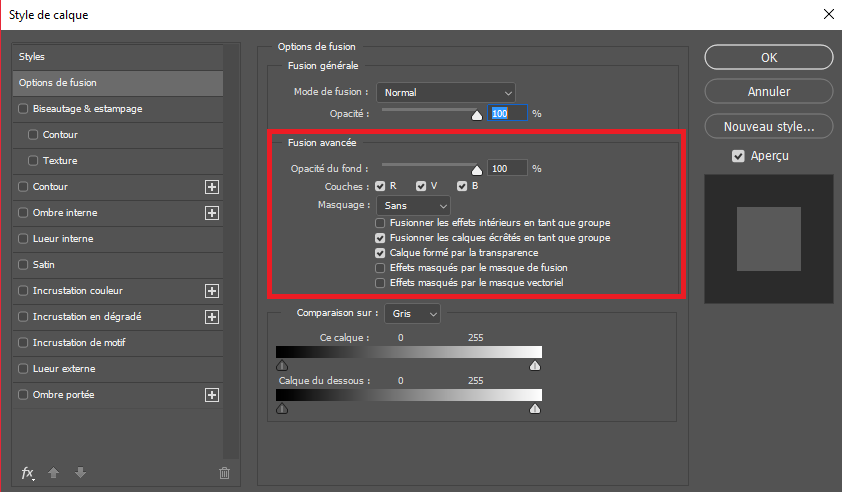 Style de calque
Styles
Options de fusion
Biseautage & estampage
Contour
Texture
Contour
Ombre interne
Lueur interne
Satin
Incrustation couleur
Incrustation en dégradé
Incrustation de motif
Lueur externe
Ombre portée
fx
Options de fusion
Fusion générale
Mode de fusion : Normal
Opacité : 100 %
Fusion avancée
Opacité du fond : 100 %
Couches : R V B
Masquage : Sans
Fusionner les effets intérieurs en tant que groupe
Fusionner les calques écrêtés en tant que groupe
Calque formé par la transparence
Effets masqués par le masque de fusion
Effets masqués par le masque vectoriel
Comparaison sur : Gris
Ce calque : 0 255
Calque du dessous : 0 255
OK
Annuler
Nouveau style...
Aperçu